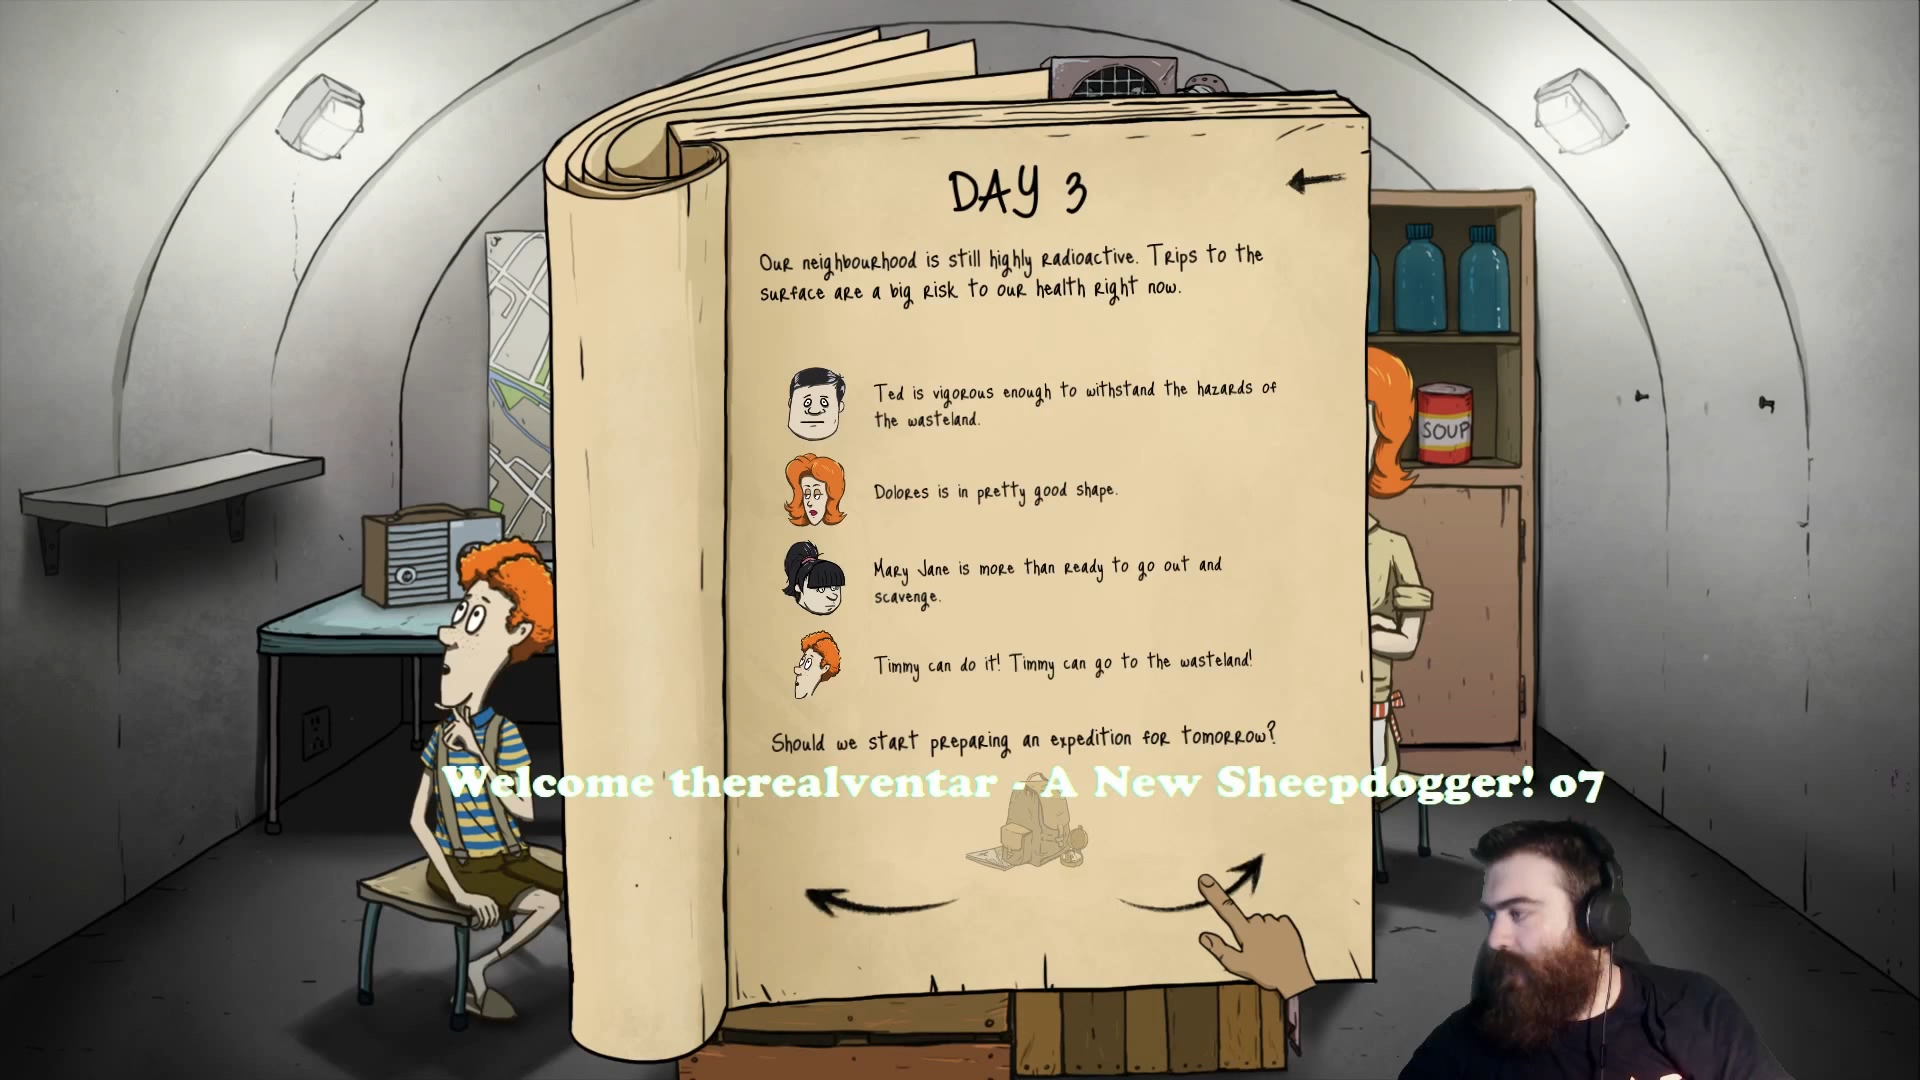 DAY 3
Our neighbourhood is still highly radioactive. Trips to the
surface are a big risk to our health right now.
Ted is vigorous enough to withstand the hazards of
the wasteland.
Dolores is in pretty good shape.
Mary Jane is more than ready to go out and
scavenge.
Timmy can do it! Timmy can go to the wasteland!
Should we start preparing an expedition for tomorrow?
Welcome therealventar - A New Sheepdogger! o7
SOUP